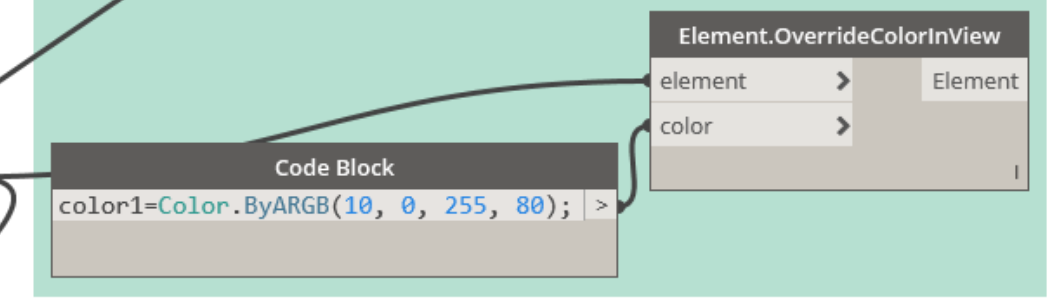 Element.OverrideColorInView
element >
Element
color >
l
Code Block
color1=Color.ByARGB(10, 0, 255, 80); >